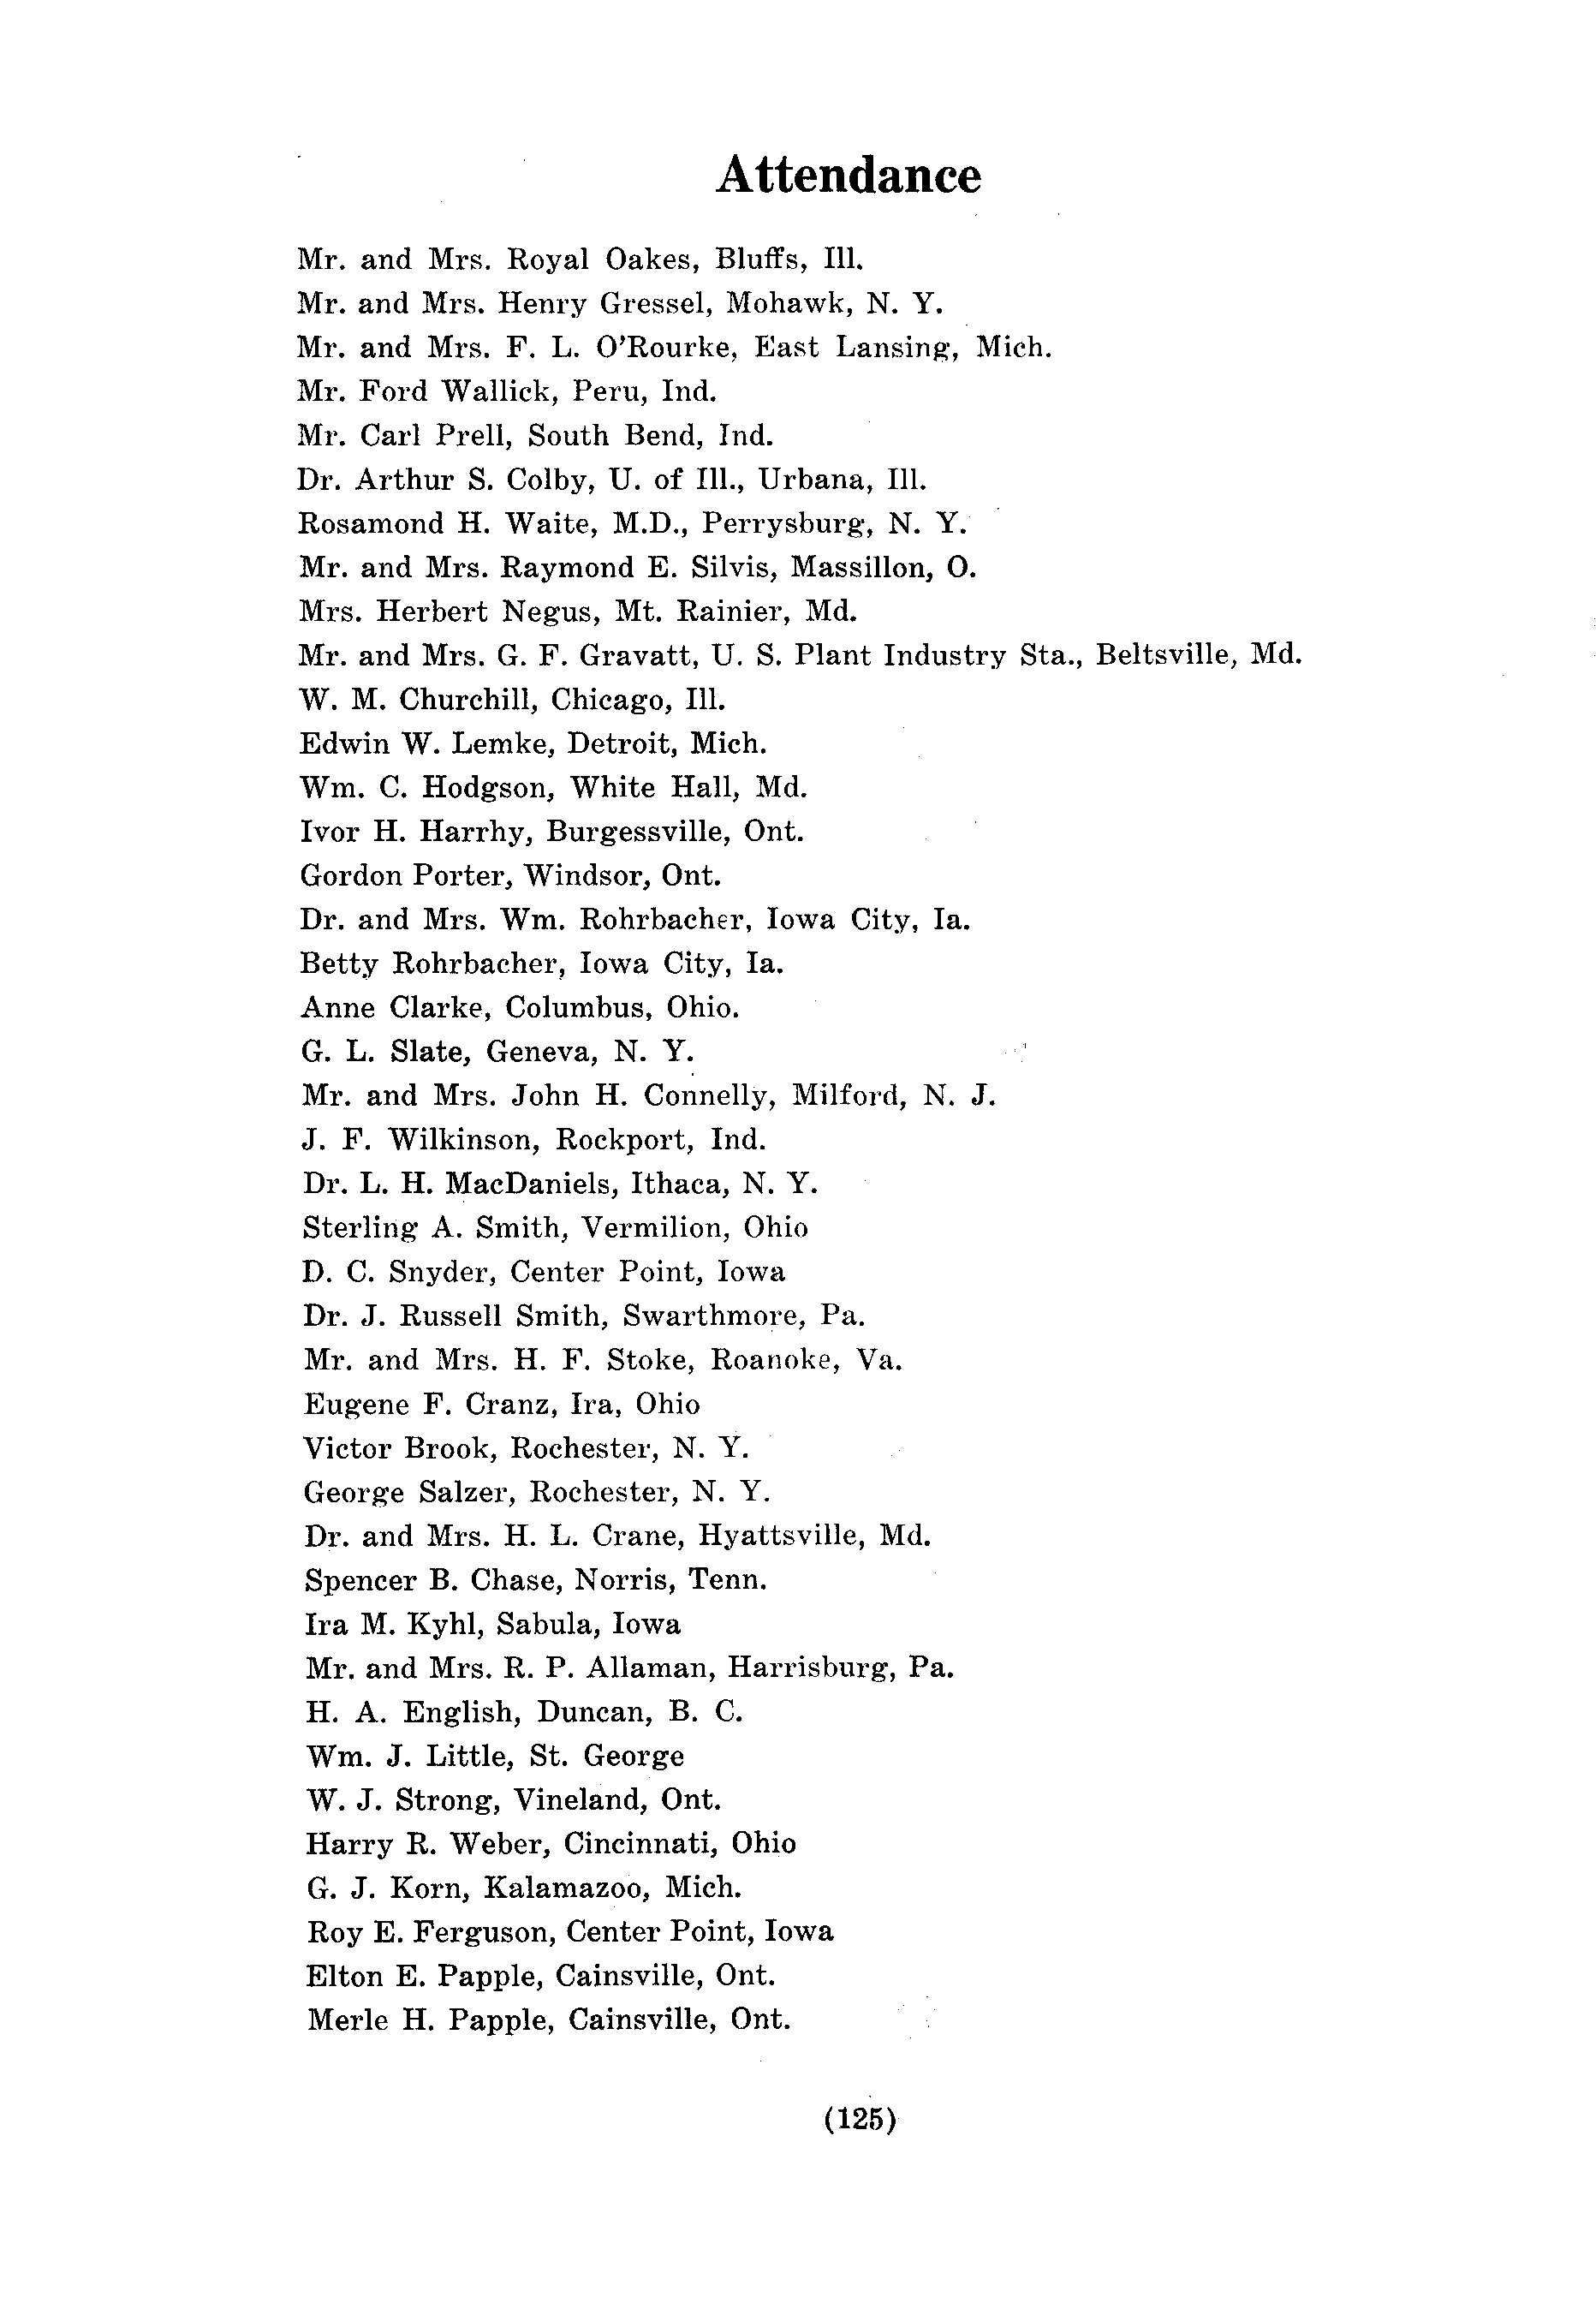 Attendance
Mr. and Mrs. Royal Oakes, Bluffs, Ill.
Mr. and Mrs. Henry Gressel, Mohawk, N. Y.
Mr. and Mrs. F. L. O'Rourke, East Lansing, Mich.
Mr. Ford Wallick, Peru, Ind.
Mr. Carl Prell, South Bend, Ind.
Dr. Arthur S. Colby, U. of Ill., Urbana, Ill.
Rosamond H. Waite, M.D., Perrysburg, N. Y.
Mr. and Mrs. Raymond E. Silvis, Massillon, O.
Mrs. Herbert Negus, Mt. Rainier, Md.
Mr. and Mrs. G. F. Gravatt, U. S. Plant Industry Sta., Beltsville, Md.
W. M. Churchill, Chicago, Ill.
Edwin W. Lemke, Detroit, Mich.
Wm. C. Hodgson, White Hall, Md.
Ivor H. Harrhy, Burgessville, Ont.
Gordon Porter, Windsor, Ont.
Dr. and Mrs. Wm. Rohrbacher, Iowa City, Ia.
Betty Rohrbacher, Iowa City, Ia.
Anne Clarke, Columbus, Ohio.
G. L. Slate, Geneva, N. Y.
Mr. and Mrs. John H. Connelly, Milford, N. J.
J. F. Wilkinson, Rockport, Ind.
Dr. L. H. MacDaniels, Ithaca, N. Y.
Sterling A. Smith, Vermilion, Ohio
D. C. Snyder, Center Point, Iowa
Dr. J. Russell Smith, Swarthmore, Pa.
Mr. and Mrs. H. F. Stoke, Roanoke, Va.
Eugene F. Cranz, Ira, Ohio
Victor Brook, Rochester, N. Y.
George Salzer, Rochester, N. Y.
Dr. and Mrs. H. L. Crane, Hyattsville, Md.
Spencer B. Chase, Norris, Tenn.
Ira M. Kyhl, Sabula, Iowa
Mr. and Mrs. R. P. Allaman, Harrisburg, Pa.
H. A. English, Duncan, B. C.
Wm. J. Little, St. George
W. J. Strong, Vineland, Ont.
Harry R. Weber, Cincinnati, Ohio
G. J. Korn, Kalamazoo, Mich.
Roy E. Ferguson, Center Point, Iowa
Elton E. Papple, Cainsville, Ont.
Merle H. Papple, Cainsville, Ont.
(125)